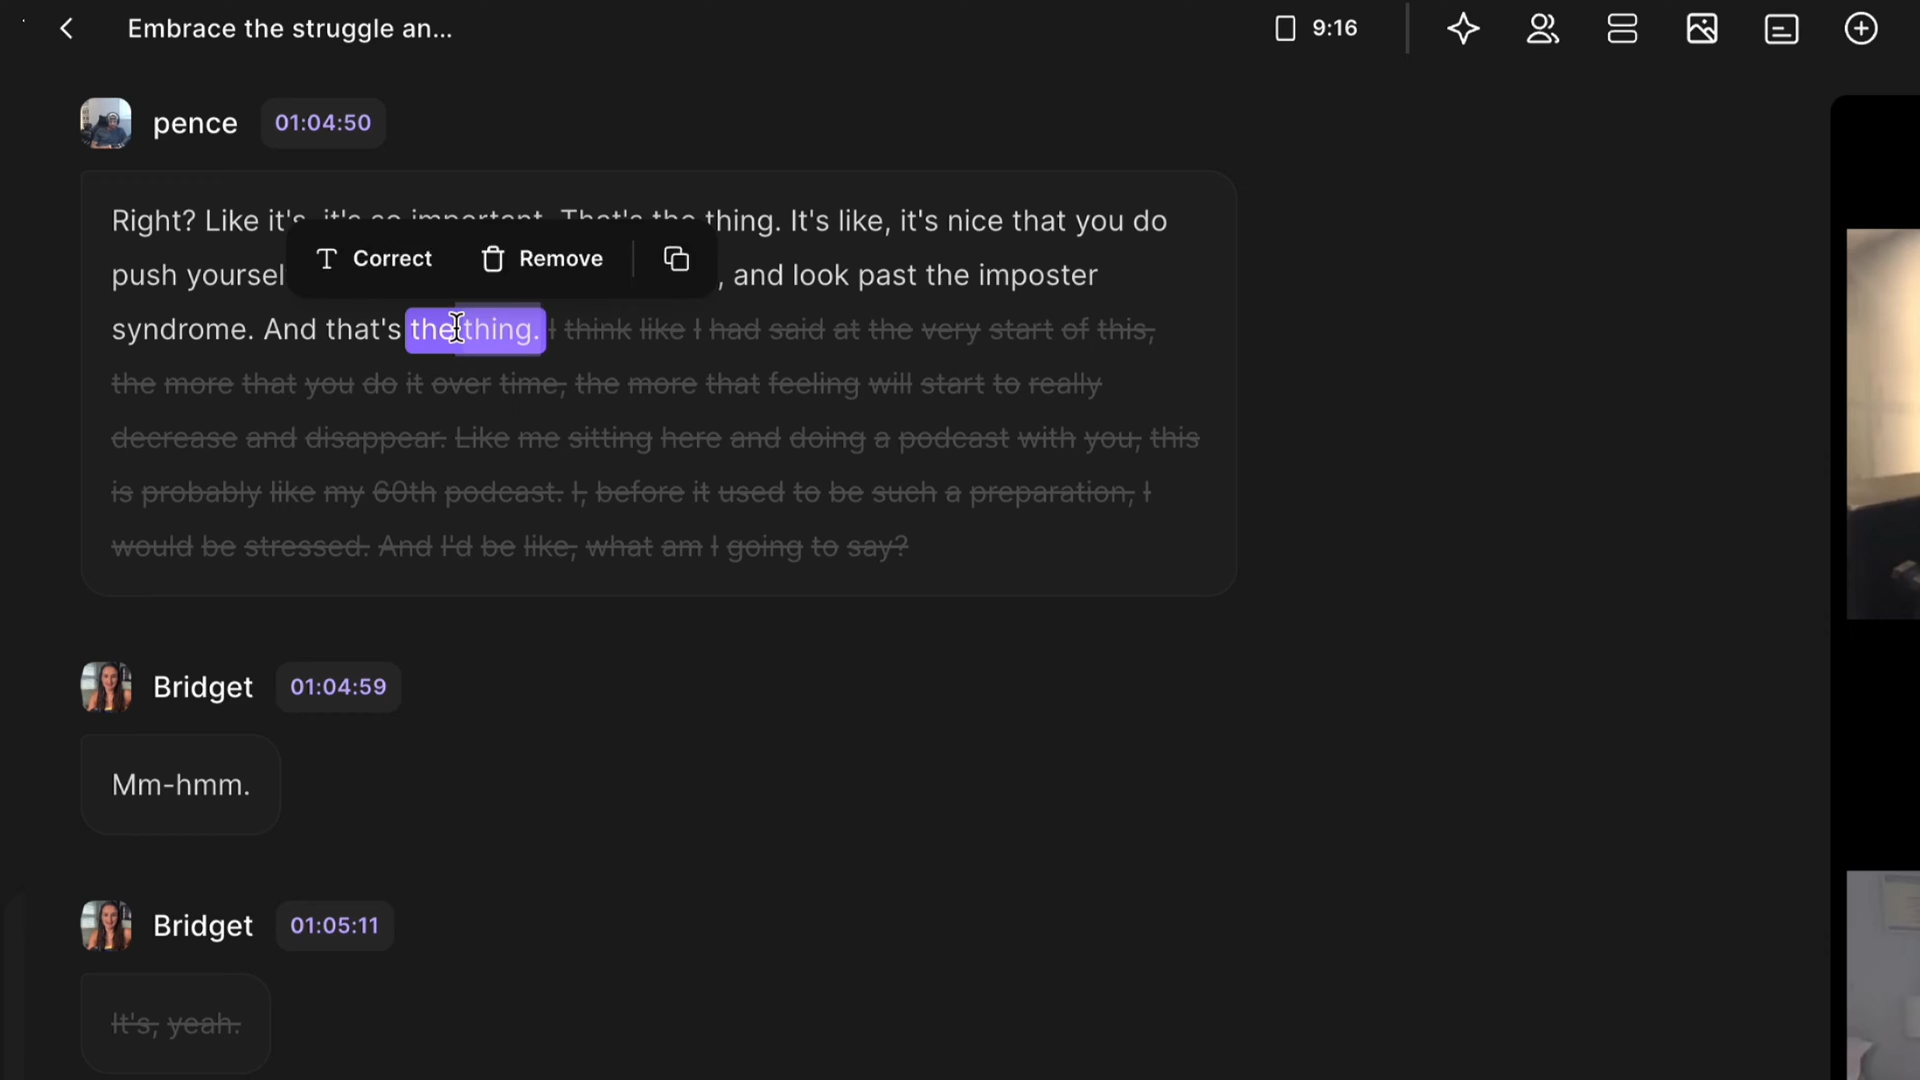 Embrace the struggle an...
9:16
pence 01:04:50
Right? Like it's, it's so important. That's the thing. It's like, it's nice that you do
Correct Remove
push yoursel , and look past the imposter
syndrome. And that's the thing. I think like I had said at the very start of this,
the more that you do it over time, the more that feeling will start to really
decrease and disappear. Like me sitting here and doing a podcast with you, this
is probably like my 60th podcast. I, before it used to be such a preparation, I
would be stressed. And I'd be like, what am I going to say?
Bridget 01:04:59
Mm-hmm.
Bridget 01:05:11
It's, yeah.